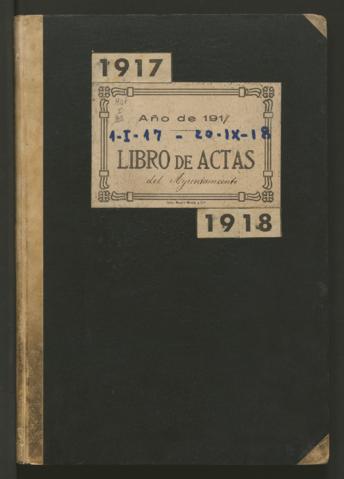 1917
Año de 1917
1-I-17 - 20-IX-18
LIBRO DE ACTAS
del Ayuntamiento
1918